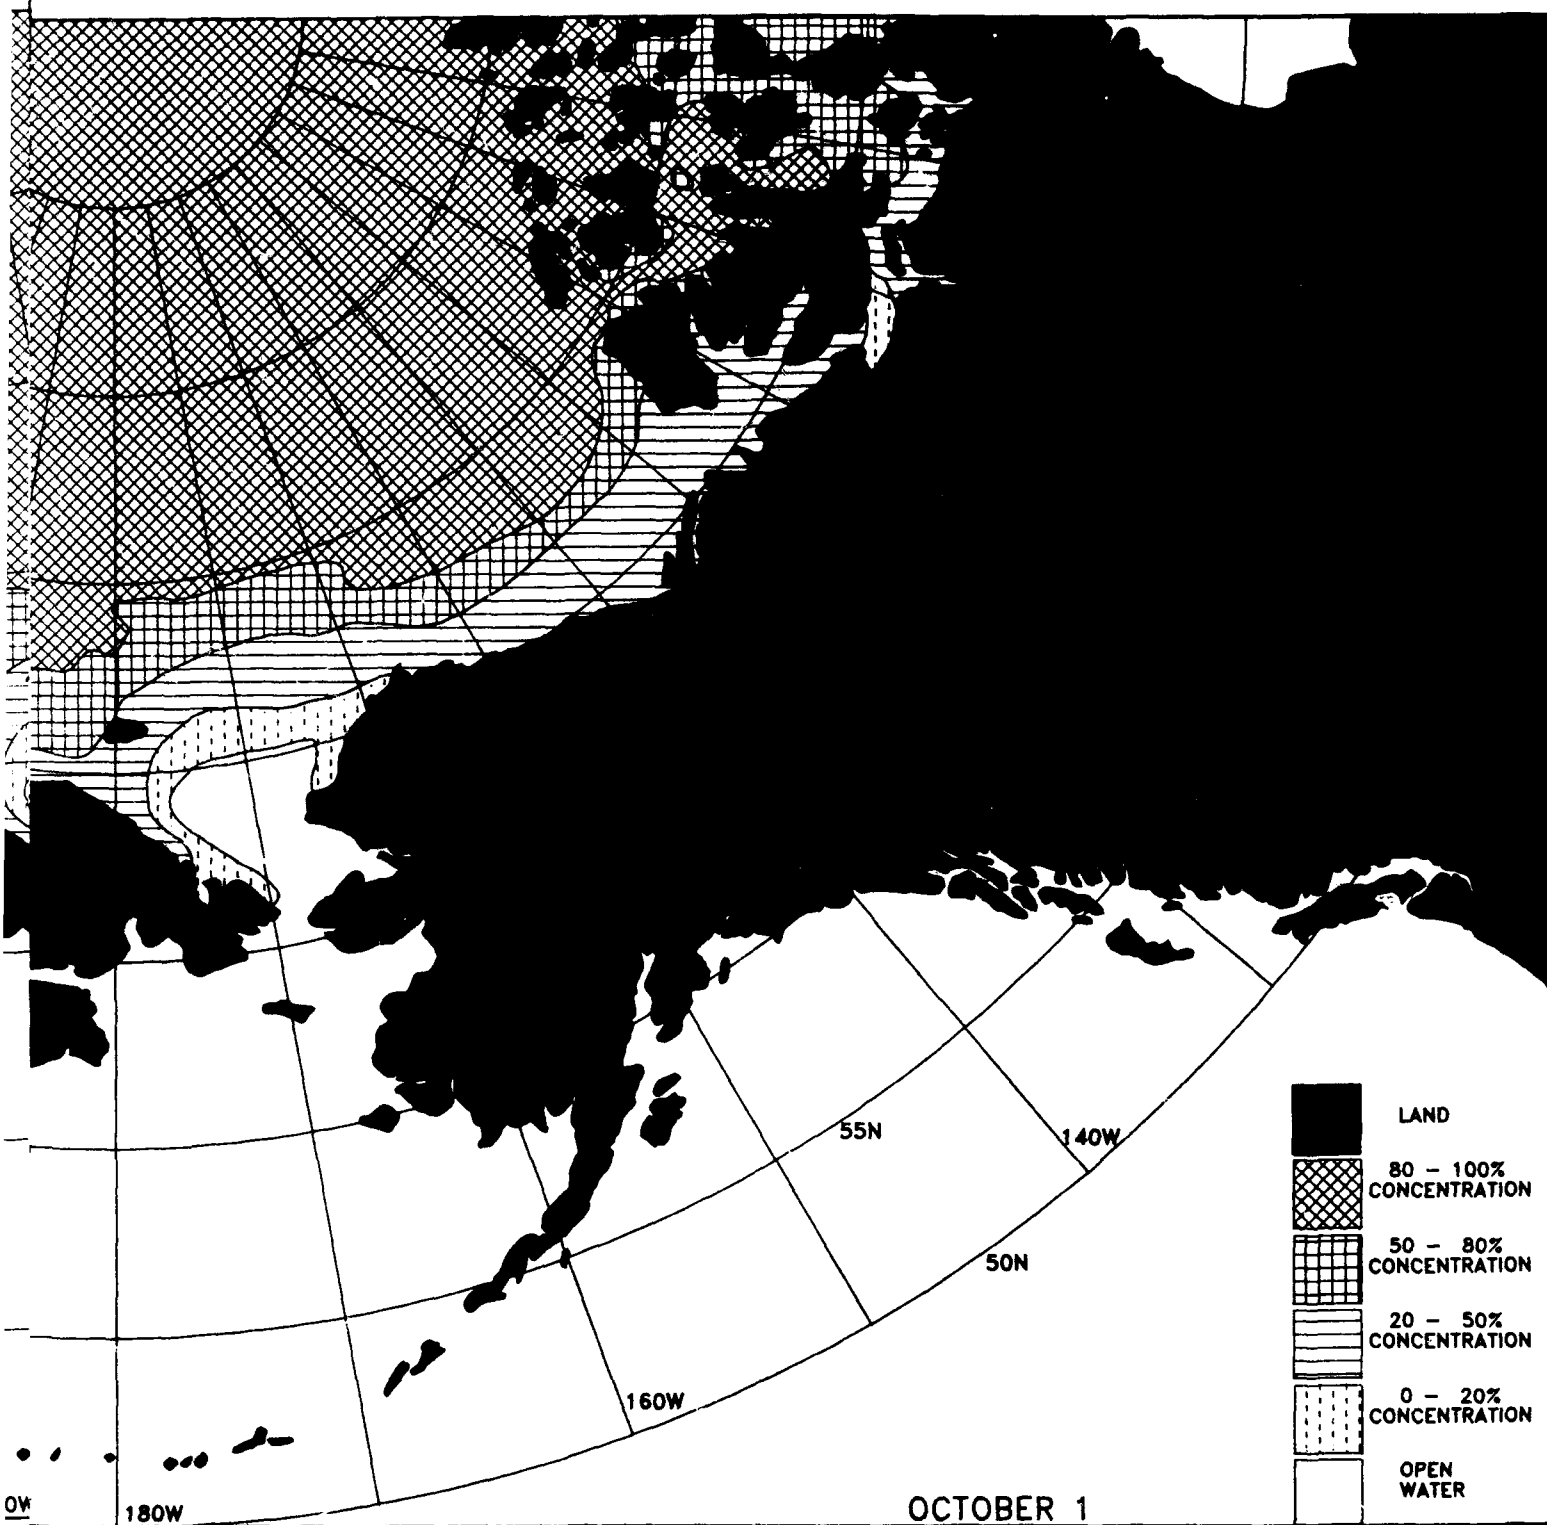 LAND
80 – 100%
CONCENTRATION
50 – 80%
CONCENTRATION
20 – 50%
CONCENTRATION
0 – 20%
CONCENTRATION
OPEN
WATER
55N
140W
50N
160W
0W
180W
OCTOBER 1